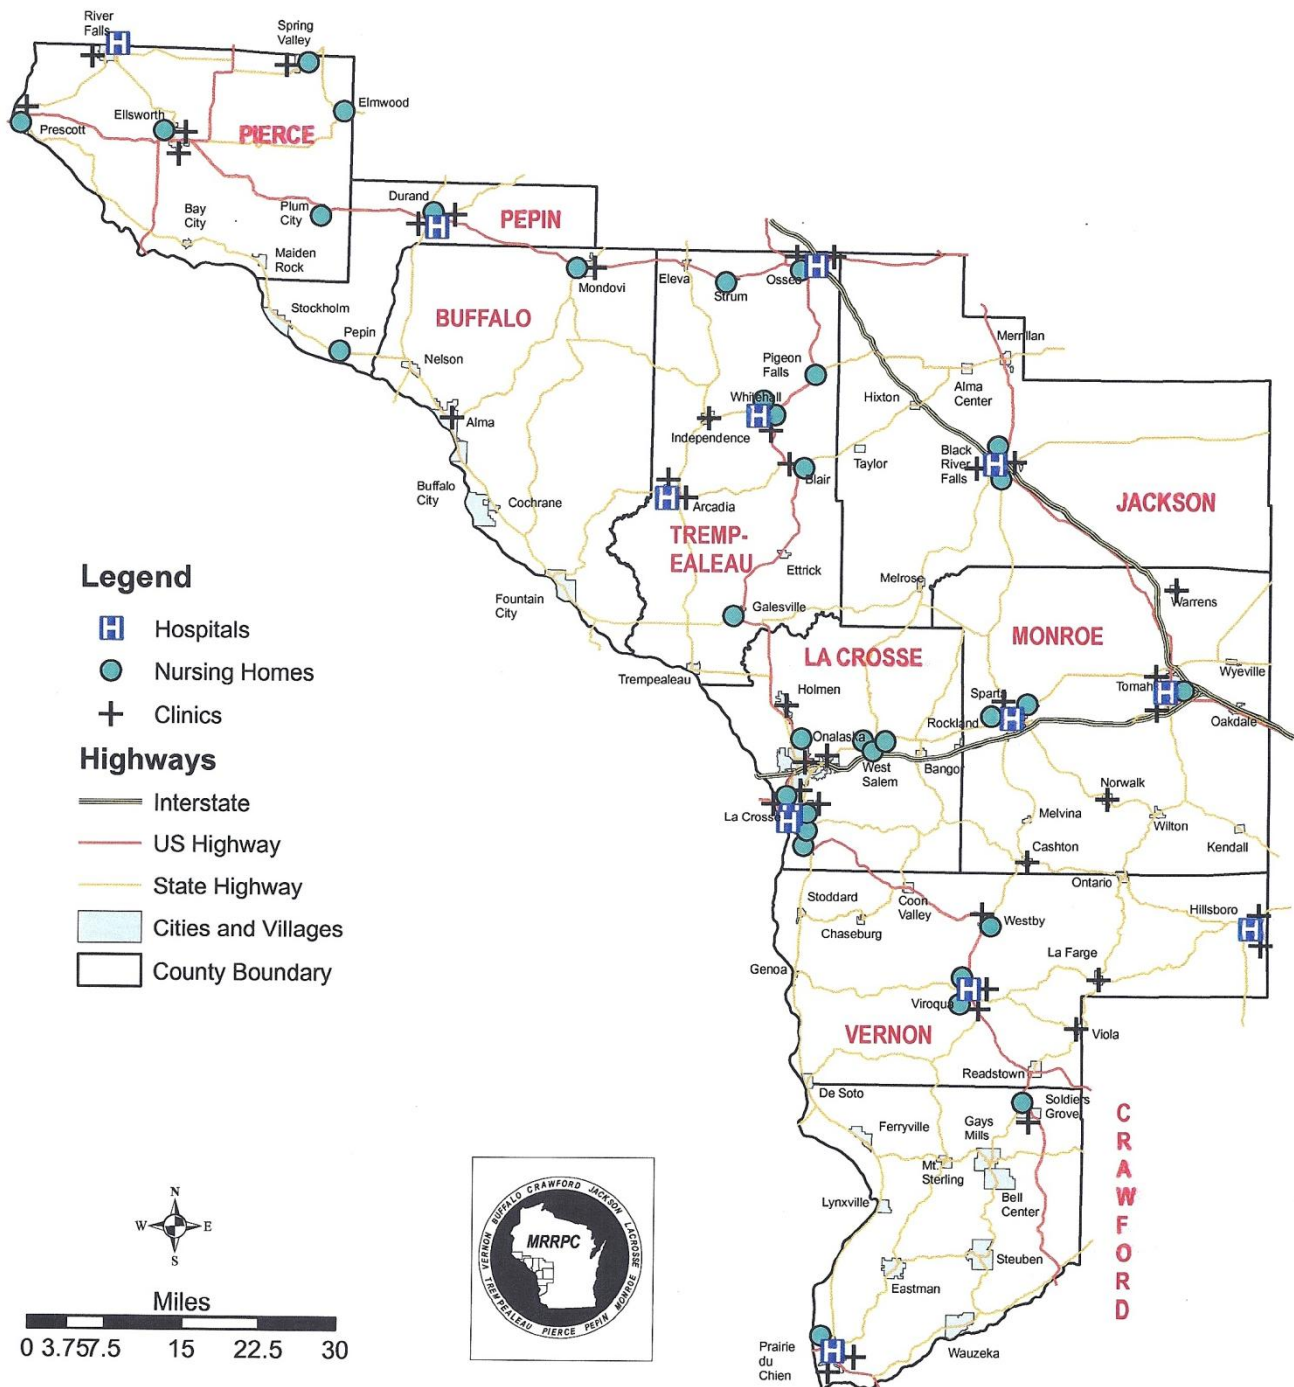 River
Falls
H
Spring
Valley
Prescott
Ellsworth
PIERCE
Elmwood
Bay
City
Plum
City
Maiden
Rock
Durand
H
PEPIN
Stockholm
Pepin
Mondovi
BUFFALO
Nelson
Alma
Buffalo
City
Cochrane
Fountain
City
Eleva
Strum
Osseo
H
Pigeon
Falls
Whitehall
H
Independence
Blair
H
Arcadia
TREMP-
EALEAU
Ettrick
Galesville
Trempealeau
Merrillan
Alma
Center
Hixton
Taylor
Black
River
Falls
H
JACKSON
Melrose
Warrens
MONROE
LA CROSSE
Holmen
Sparta
Rockland
H
Tomah
H
Wyeville
Oakdale
Onalaska
West
Salem
Bangor
La Crosse
H
Norwalk
Melvina
Wilton
Kendall
Cashton
Ontario
Stoddard
Coon
Valley
Chaseburg
Westby
Hillsboro
H
La Farge
Genoa
Viroqua
H
VERNON
Viola
Readstown
De Soto
Soldiers
Grove
Gays
Mills
Ferryville
Mt.
Sterling
Bell
Center
Lynxville
Steuben
Eastman
Wauzeka
Prairie
du
Chien
H
CRAWFORD
Legend
H Hospitals
Nursing Homes
Clinics
Highways
Interstate
US Highway
State Highway
Cities and Villages
County Boundary
N
W E
S
Miles
0 3.75 7.5 15 22.5 30
VERNON BUFFALO CRAWFORD JACKSON LACROSSE
MRRPC
TREMPEALEAU PIERCE PEPIN MONROE